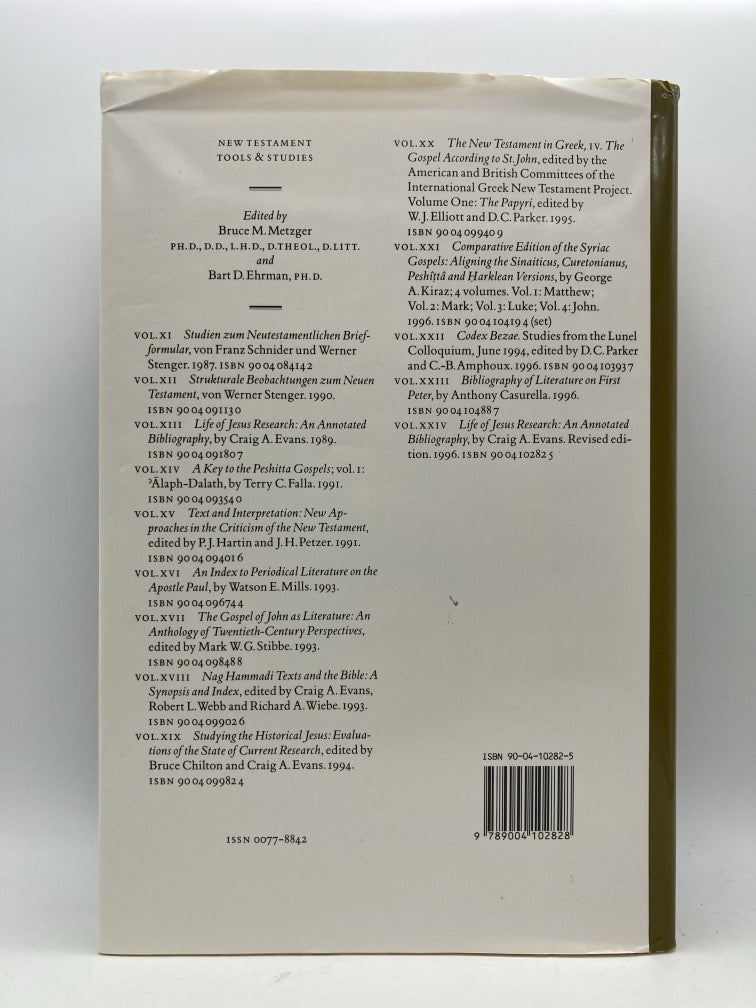 NEW TESTAMENT
TOOLS & STUDIES
Edited by
Bruce M. Metzger
PH.D., D.D., L.H.D., D.THEOL., D.LITT.
and
Bart D. Ehrman, PH.D.
VOL. XI Studien zum Neutestamentlichen Brief-
formular, von Franz Schnider und Werner
Stenger. 1987. ISBN 90 04 08414 2
VOL. XII Strukturale Beobachtungen zum Neuen
Testament, von Werner Stenger. 1990.
ISBN 90 04 09113 0
VOL. XIII Life of Jesus Research: An Annotated
Bibliography, by Craig A. Evans. 1989.
ISBN 90 04 09180 7
VOL. XIV A Key to the Peshitta Gospels; vol. 1:
ʾĀlaph-Dalath, by Terry C. Falla. 1991.
ISBN 90 04 09354 0
VOL. XV Text and Interpretation: New Ap-
proaches in the Criticism of the New Testament,
edited by P.J. Hartin and J.H. Petzer. 1991.
ISBN 90 04 09401 6
VOL. XVI An Index to Periodical Literature on the
Apostle Paul, by Watson E. Mills. 1993.
ISBN 90 04 09674 4
VOL. XVII The Gospel of John as Literature: An
Anthology of Twentieth-Century Perspectives,
edited by Mark W.G. Stibbe. 1993.
ISBN 90 04 09848 8
VOL. XVIII Nag Hammadi Texts and the Bible: A
Synopsis and Index, edited by Craig A. Evans,
Robert L. Webb and Richard A. Wiebe. 1993.
ISBN 90 04 09902 6
VOL. XIX Studying the Historical Jesus: Evalua-
tions of the State of Current Research, edited by
Bruce Chilton and Craig A. Evans. 1994.
ISBN 90 04 09982 4
ISSN 0077-8842
VOL. XX The New Testament in Greek, IV. The
Gospel According to St. John, edited by the
American and British Committees of the
International Greek New Testament Project.
Volume One: The Papyri, edited by
W.J. Elliott and D.C. Parker. 1995.
ISBN 90 04 09940 9
VOL. XXI Comparative Edition of the Syriac
Gospels: Aligning the Sinaiticus, Curetonianus,
Peshîṭtâ and Ḥarklean Versions, by George
A. Kiraz; 4 volumes. Vol. 1: Matthew;
Vol. 2: Mark; Vol. 3: Luke; Vol. 4: John.
1996. ISBN 90 04 10419 4 (set)
VOL. XXII Codex Bezae. Studies from the Lunel
Colloquium, June 1994, edited by D.C. Parker
and C.-B. Amphoux. 1996. ISBN 90 04 10393 7
VOL. XXIII Bibliography of Literature on First
Peter, by Anthony Casurella. 1996.
ISBN 90 04 10488 7
VOL. XXIV Life of Jesus Research: An Annotated
Bibliography, by Craig A. Evans. Revised edi-
tion. 1996. ISBN 90 04 10282 5
ISBN 90-04-10282-5
9 789004 102828